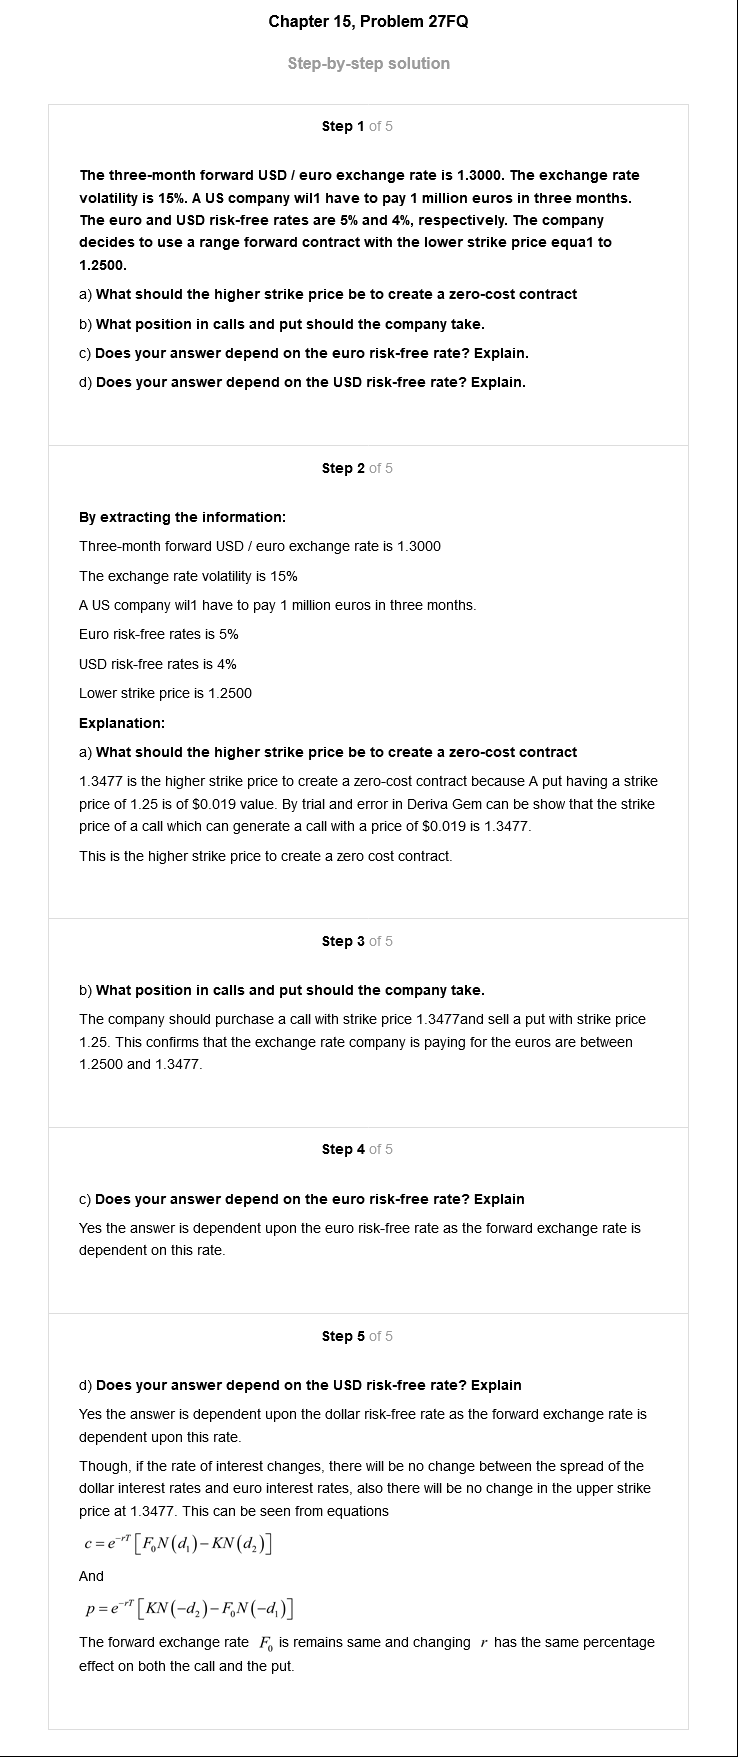 Chapter 15, Problem 27FQ
Step-by-step solution
Step 1 of 5
The three-month forward USD / euro exchange rate is 1.3000. The exchange rate
volatility is 15%. A US company wil1 have to pay 1 million euros in three months.
The euro and USD risk-free rates are 5% and 4%, respectively. The company
decides to use a range forward contract with the lower strike price equa1 to
1.2500.
a) What should the higher strike price be to create a zero-cost contract
b) What position in calls and put should the company take.
c) Does your answer depend on the euro risk-free rate? Explain.
d) Does your answer depend on the USD risk-free rate? Explain.
Step 2 of 5
By extracting the information:
Three-month forward USD / euro exchange rate is 1.3000
The exchange rate volatility is 15%
A US company wil1 have to pay 1 million euros in three months.
Euro risk-free rates is 5%
USD risk-free rates is 4%
Lower strike price is 1.2500
Explanation:
a) What should the higher strike price be to create a zero-cost contract
1.3477 is the higher strike price to create a zero-cost contract because A put having a strike
price of 1.25 is of $0.019 value. By trial and error in Deriva Gem can be show that the strike
price of a call which can generate a call with a price of $0.019 is 1.3477.
This is the higher strike price to create a zero cost contract.
Step 3 of 5
b) What position in calls and put should the company take.
The company should purchase a call with strike price 1.3477and sell a put with strike price
1.25. This confirms that the exchange rate company is paying for the euros are between
1.2500 and 1.3477.
Step 4 of 5
c) Does your answer depend on the euro risk-free rate? Explain
Yes the answer is dependent upon the euro risk-free rate as the forward exchange rate is
dependent on this rate.
Step 5 of 5
d) Does your answer depend on the USD risk-free rate? Explain
Yes the answer is dependent upon the dollar risk-free rate as the forward exchange rate is
dependent upon this rate.
Though, if the rate of interest changes, there will be no change between the spread of the
dollar interest rates and euro interest rates, also there will be no change in the upper strike
price at 1.3477. This can be seen from equations
c = e^{-rT} [F₀N(d₁) − KN(d₂)]
And
p = e^{-rT} [KN(−d₂) − F₀N(−d₁)]
The forward exchange rate F₀ is remains same and changing r has the same percentage
effect on both the call and the put.